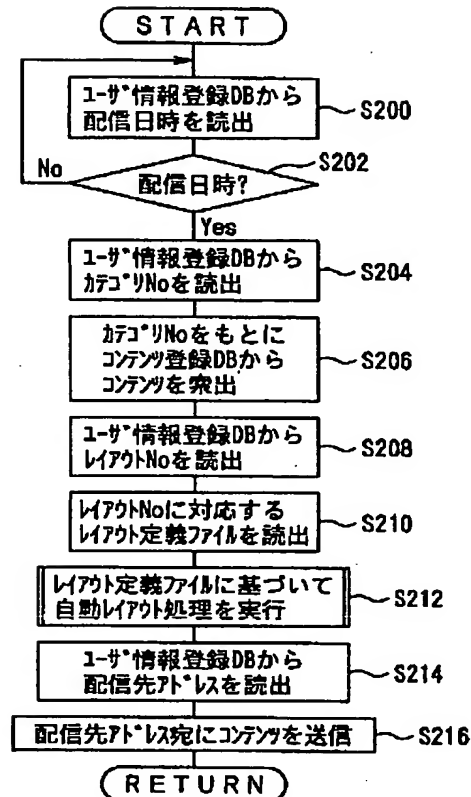 START
ユーザ情報登録DBから
配信日時を読出
S200
S202
配信日時?
No
Yes
ユーザ情報登録DBから
カテゴリNoを読出
S204
カテゴリNoをもとに
コンテンツ登録DBから
コンテンツを索出
S206
ユーザ情報登録DBから
レイアウトNoを読出
S208
レイアウトNoに対応する
レイアウト定義ファイルを読出
S210
レイアウト定義ファイルに基づいて
自動レイアウト処理を実行
S212
ユーザ情報登録DBから
配信先アドレスを読出
S214
配信先アドレス宛にコンテンツを送信
S216
RETURN